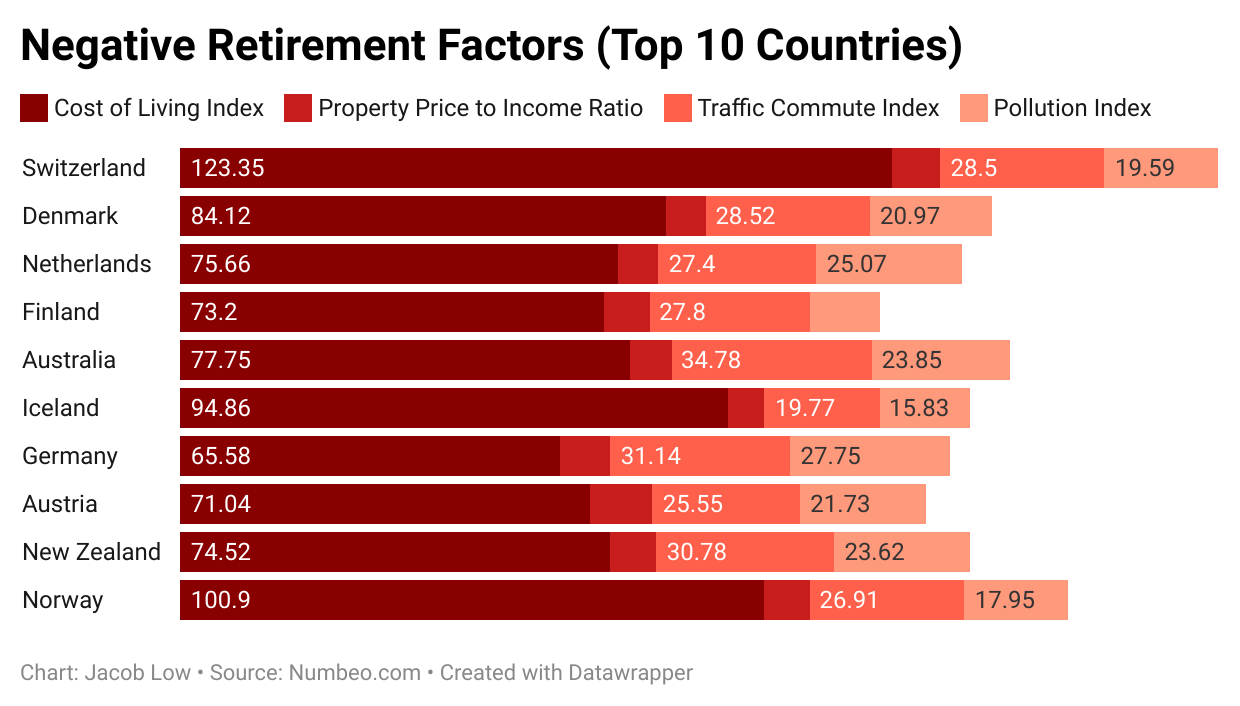 Negative Retirement Factors (Top 10 Countries)
Cost of Living Index Property Price to Income Ratio Traffic Commute Index Pollution Index
Switzerland 123.35 28.5 19.59
Denmark 84.12 28.52 20.97
Netherlands 75.66 27.4 25.07
Finland 73.2 27.8
Australia 77.75 34.78 23.85
Iceland 94.86 19.77 15.83
Germany 65.58 31.14 27.75
Austria 71.04 25.55 21.73
New Zealand 74.52 30.78 23.62
Norway 100.9 26.91 17.95
Chart: Jacob Low • Source: Numbeo.com • Created with Datawrapper